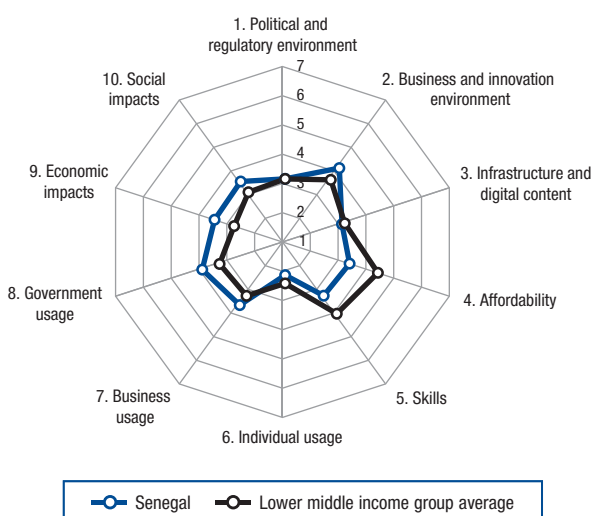 1. Political and
regulatory environment
2. Business and innovation
environment
3. Infrastructure and
digital content
4. Affordability
5. Skills
6. Individual usage
7. Business
usage
8. Government
usage
9. Economic
impacts
10. Social
impacts
7
6
5
4
3
2
1
Senegal
Lower middle income group average